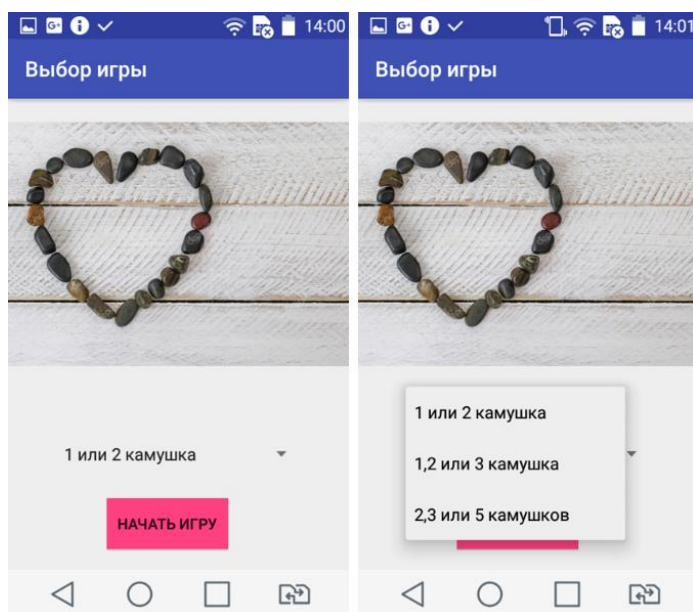 G+ 14:00
Выбор игры
1 или 2 камушка
НАЧАТЬ ИГРУ
G+ 14:01
Выбор игры
1 или 2 камушка
1,2 или 3 камушка
2,3 или 5 камушков